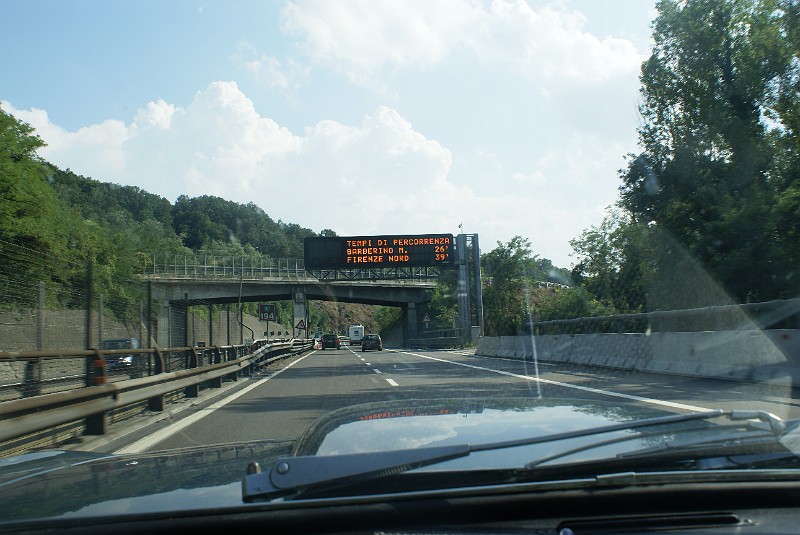 TEMPI DI PERCORRENZA
BARBERINO M. 26'
FIRENZE NORD 39'
194